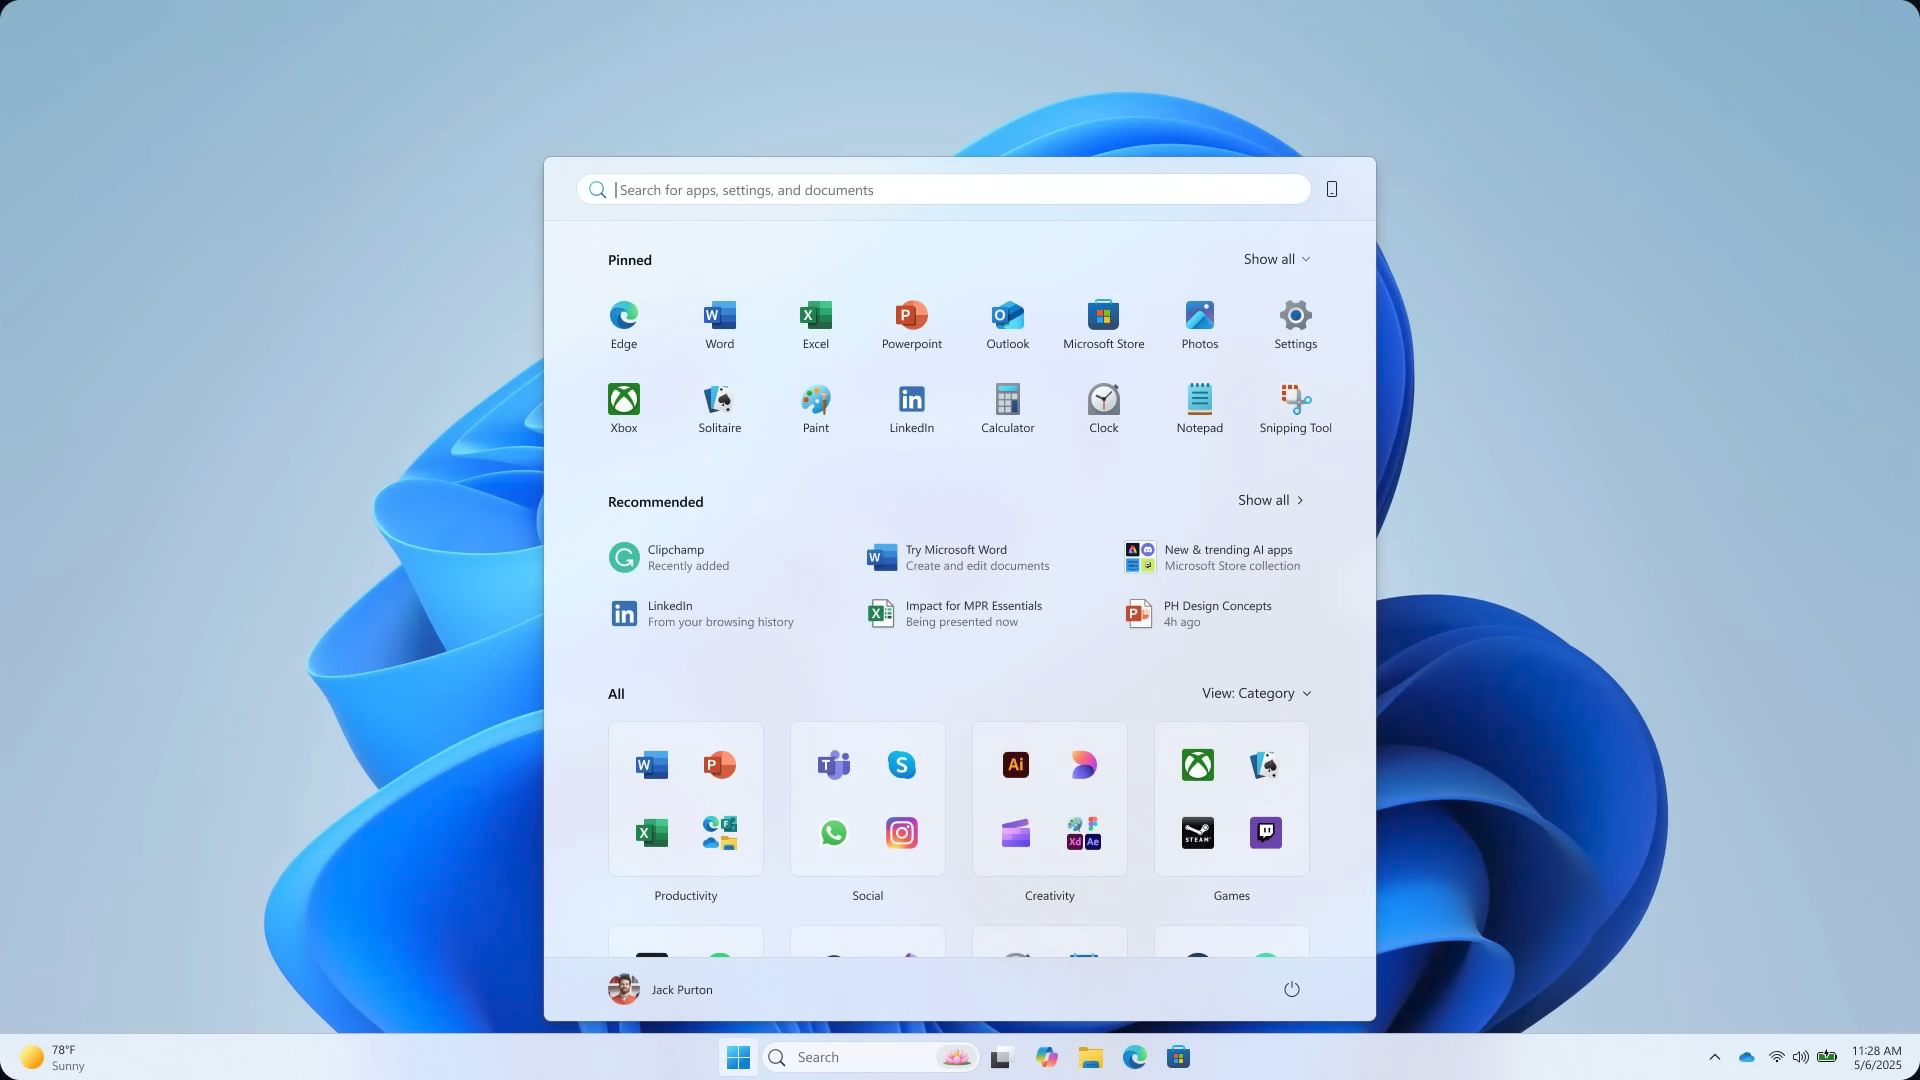 Search for apps, settings, and documents
Pinned
Show all
Edge
Word
Excel
Powerpoint
Outlook
Microsoft Store
Photos
Settings
Xbox
Solitaire
Paint
LinkedIn
Calculator
Clock
Notepad
Snipping Tool
Recommended
Show all
Clipchamp
Recently added
Try Microsoft Word
Create and edit documents
New & trending AI apps
Microsoft Store collection
LinkedIn
From your browsing history
Impact for MPR Essentials
Being presented now
PH Design Concepts
4h ago
All
View: Category
Ai
STEAM
Xd Ae
Productivity
Social
Creativity
Games
Jack Purton
78°F
Sunny
Search
11:28 AM
5/6/2025